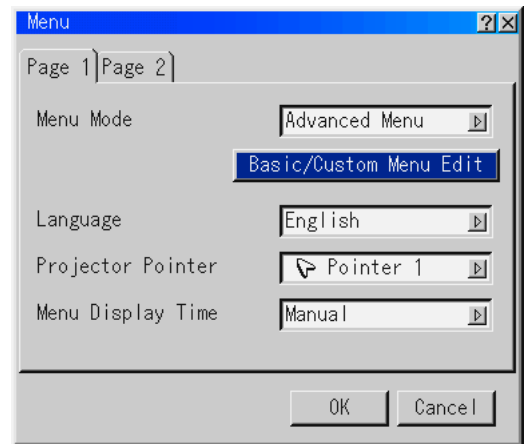 Menu
Page 1 Page 2
Menu Mode Advanced Menu
Basic/Custom Menu Edit
Language English
Projector Pointer Pointer 1
Menu Display Time Manual
OK Cancel